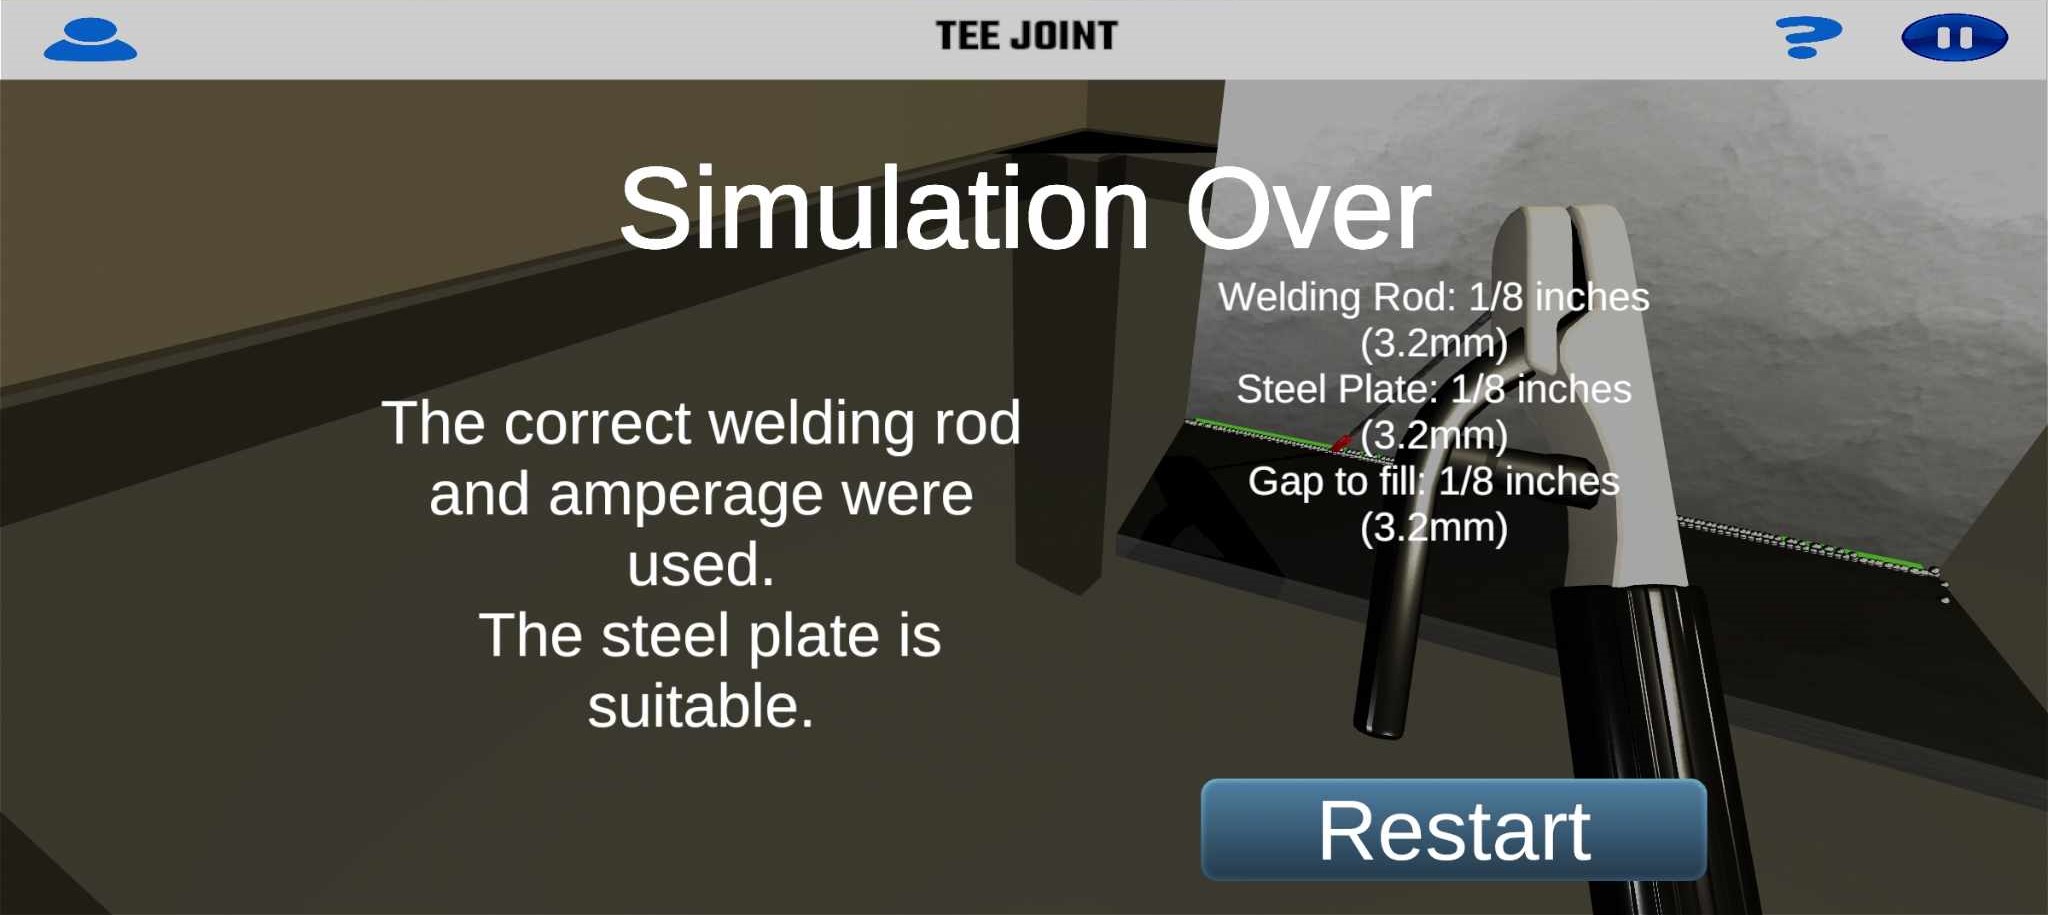 TEE JOINT
Simulation Over
The correct welding rod
and amperage were
used.
The steel plate is
suitable.
Welding Rod: 1/8 inches
(3.2mm)
Steel Plate: 1/8 inches
(3.2mm)
Gap to fill: 1/8 inches
(3.2mm)
Restart